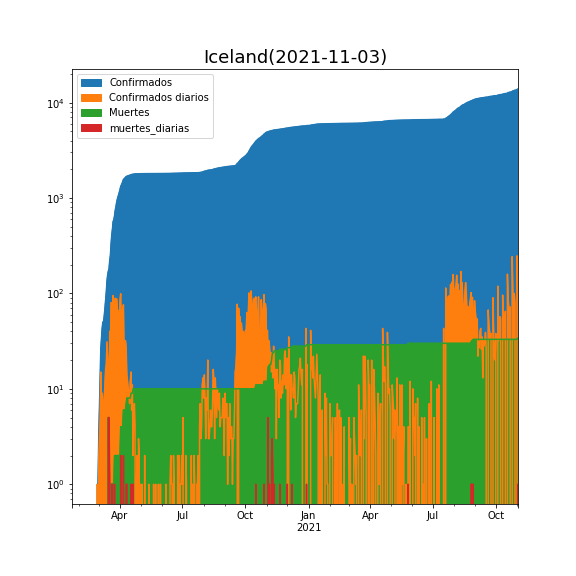 Iceland(2021-11-03)
Confirmados
Confirmados diarios
Muertes
muertes_diarias
10⁴
10³
10²
10¹
10⁰
Apr Jul Oct Jan Apr Jul Oct
2021